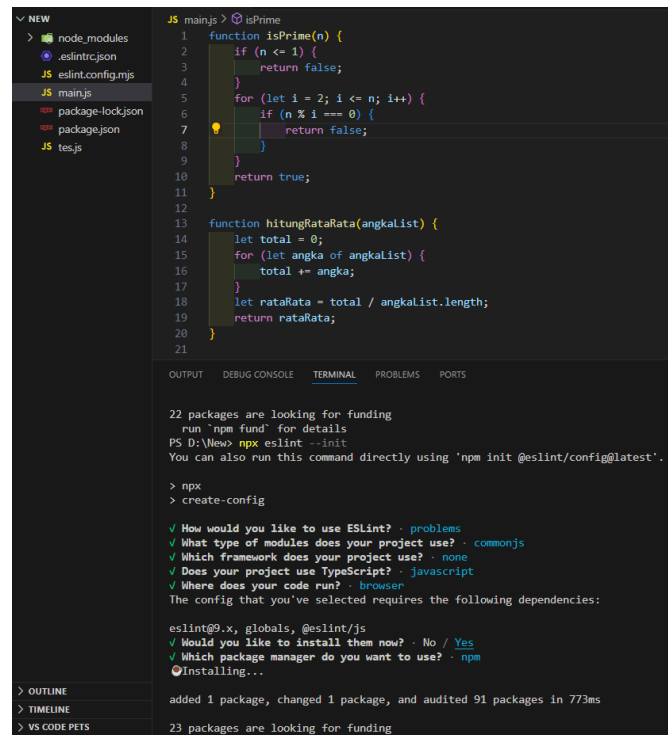 NEW
node_modules
.eslintrc.json
JS eslint.config.mjs
JS main.js
package-lock.json
package.json
JS tes.js
OUTLINE
TIMELINE
VS CODE PETS
JS main.js > isPrime
1 function isPrime(n) {
2 if (n <= 1) {
3 return false;
4 }
5 for (let i = 2; i <= n; i++) {
6 if (n % i === 0) {
7 return false;
8 }
9 }
10 return true;
11 }
12
13 function hitungRataRata(angkaList) {
14 let total = 0;
15 for (let angka of angkaList) {
16 total += angka;
17 }
18 let rataRata = total / angkaList.length;
19 return rataRata;
20 }
21
OUTPUT DEBUG CONSOLE TERMINAL PROBLEMS PORTS
22 packages are looking for funding
run `npm fund` for details
PS D:\New> npx eslint --init
You can also run this command directly using 'npm init @eslint/config@latest'.
> npx
> create-config
√ How would you like to use ESLint? · problems
√ What type of modules does your project use? · commonjs
√ Which framework does your project use? · none
√ Does your project use TypeScript? · javascript
√ Where does your code run? · browser
The config that you've selected requires the following dependencies:
eslint@9.x, globals, @eslint/js
√ Would you like to install them now? · No / Yes
√ Which package manager do you want to use? · npm
☕Installing...
added 1 package, changed 1 package, and audited 91 packages in 773ms
23 packages are looking for funding